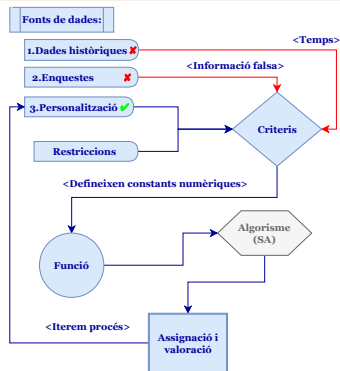 Fonts de dades:
<Temps>
1.Dades històriques ✘
<Informació falsa>
2.Enquestes ✘
3.Personalització ✔
Criteris
Restriccions
<Defineixen constants numèriques>
Algorisme
(SA)
Funció
<Iterem procés>
Assignació i
valoració